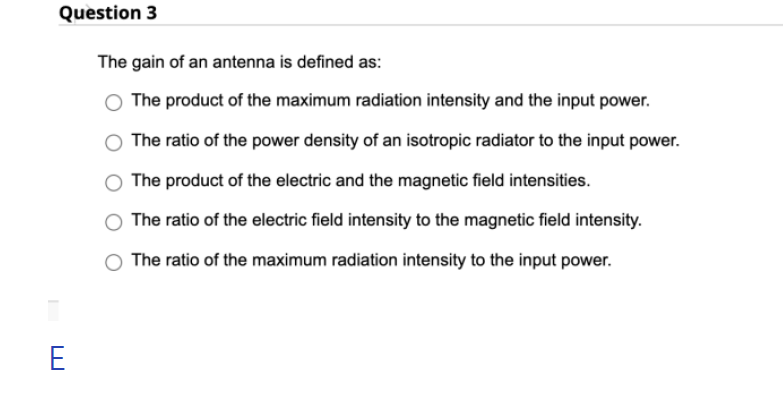 Question 3
The gain of an antenna is defined as:
The product of the maximum radiation intensity and the input power.
The ratio of the power density of an isotropic radiator to the input power.
The product of the electric and the magnetic field intensities.
The ratio of the electric field intensity to the magnetic field intensity.
The ratio of the maximum radiation intensity to the input power.
E